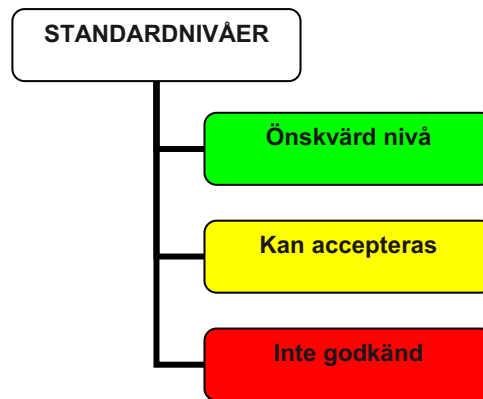 STANDARDNIVÅER
Önskvärd nivå
Kan accepteras
Inte godkänd